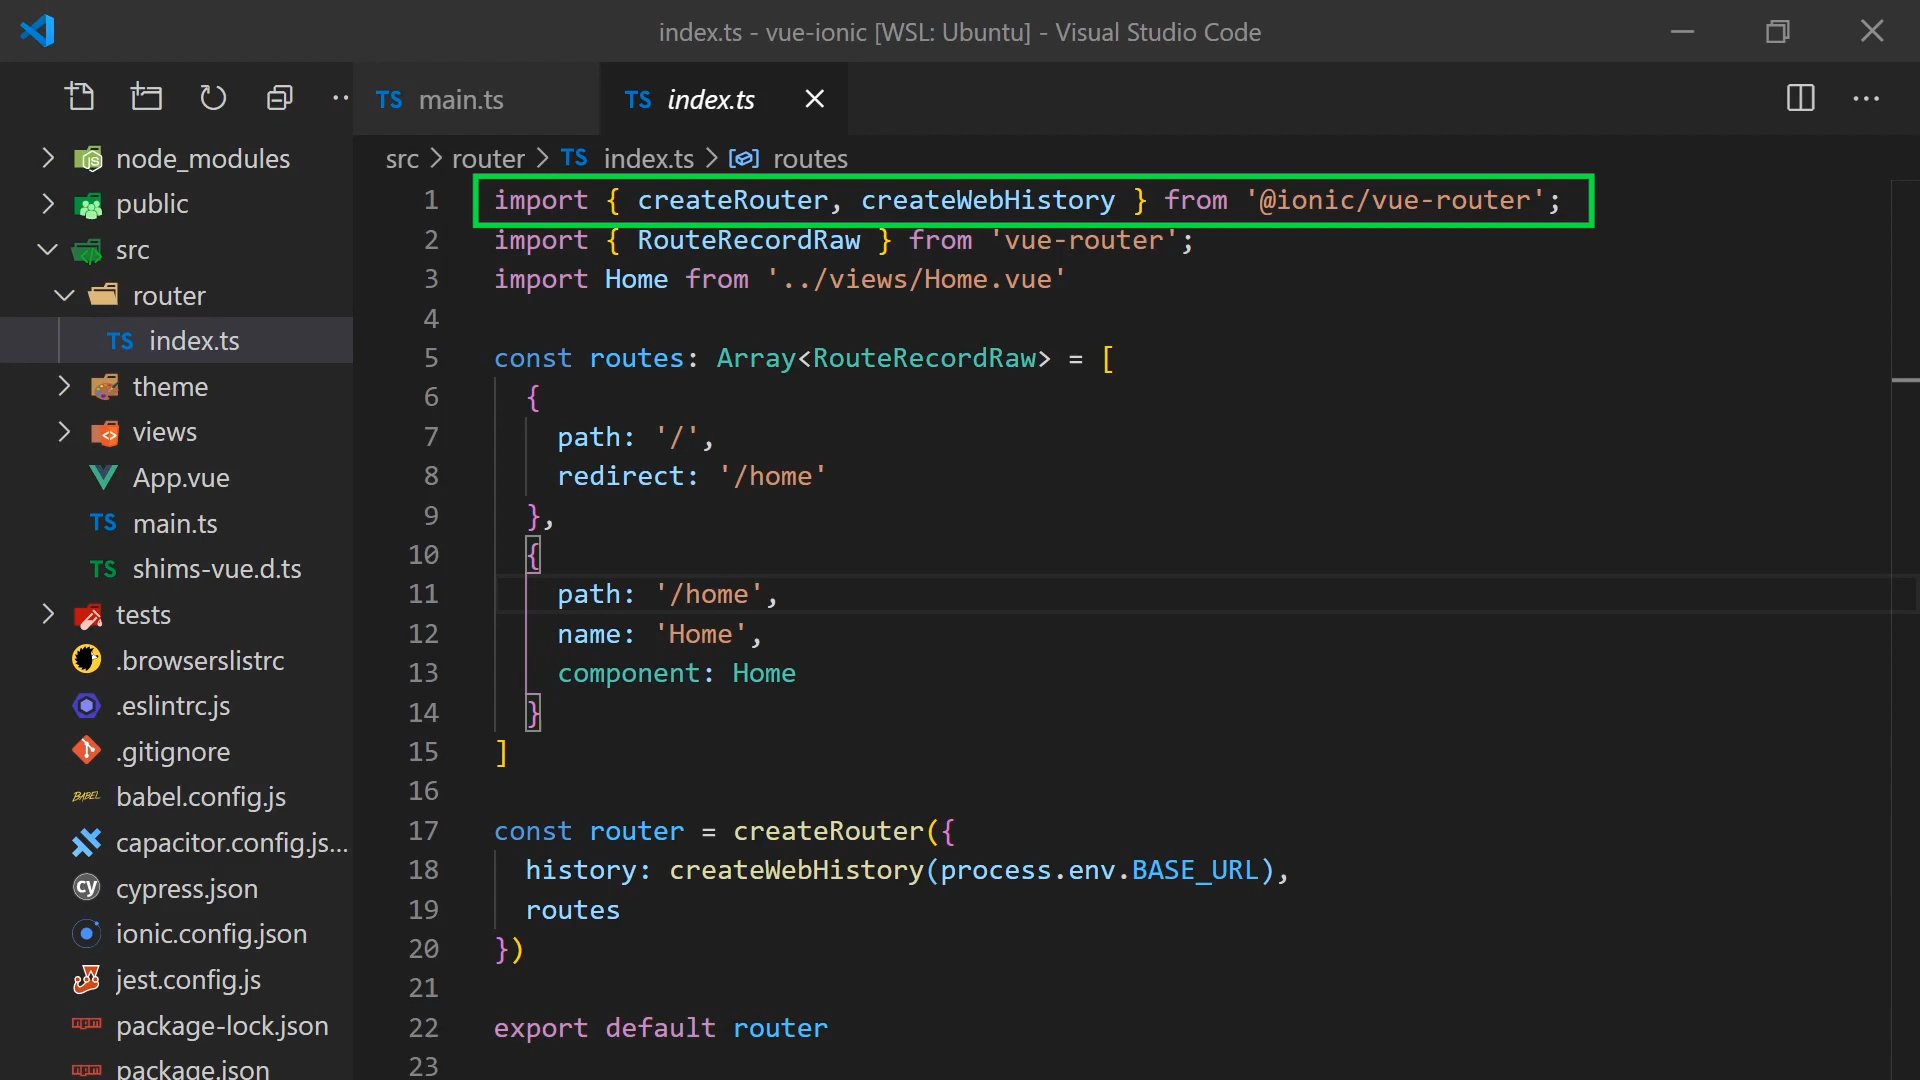 index.ts - vue-ionic [WSL: Ubuntu] - Visual Studio Code
TS main.ts
TS index.ts
src > router > TS index.ts > routes
node_modules
public
src
router
TS index.ts
theme
views
App.vue
TS main.ts
TS shims-vue.d.ts
tests
.browserslistrc
.eslintrc.js
.gitignore
BABEL babel.config.js
capacitor.config.js...
cy cypress.json
ionic.config.json
jest.config.js
npm package-lock.json
npm package.json
1 import { createRouter, createWebHistory } from '@ionic/vue-router';
2 import { RouteRecordRaw } from 'vue-router';
3 import Home from '../views/Home.vue'
4
5 const routes: Array<RouteRecordRaw> = [
6 {
7 path: '/',
8 redirect: '/home'
9 },
10 {
11 path: '/home',
12 name: 'Home',
13 component: Home
14 }
15 ]
16
17 const router = createRouter({
18 history: createWebHistory(process.env.BASE_URL),
19 routes
20 })
21
22 export default router
23